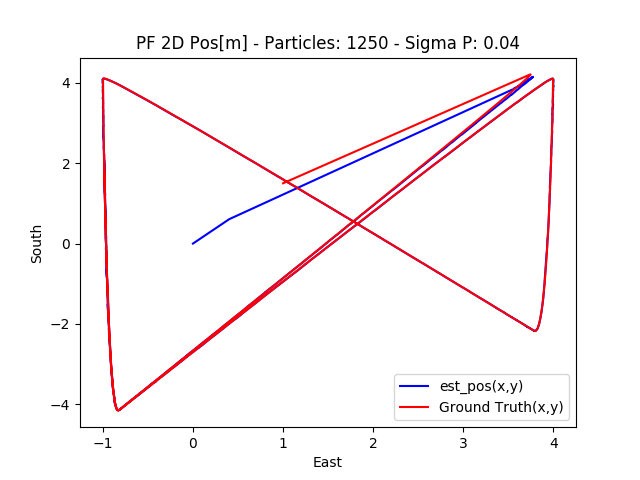 PF 2D Pos[m] - Particles: 1250 - Sigma P: 0.04
4
2
0
−2
−4
South
−1
0
1
2
3
4
East
est_pos(x,y)
Ground Truth(x,y)